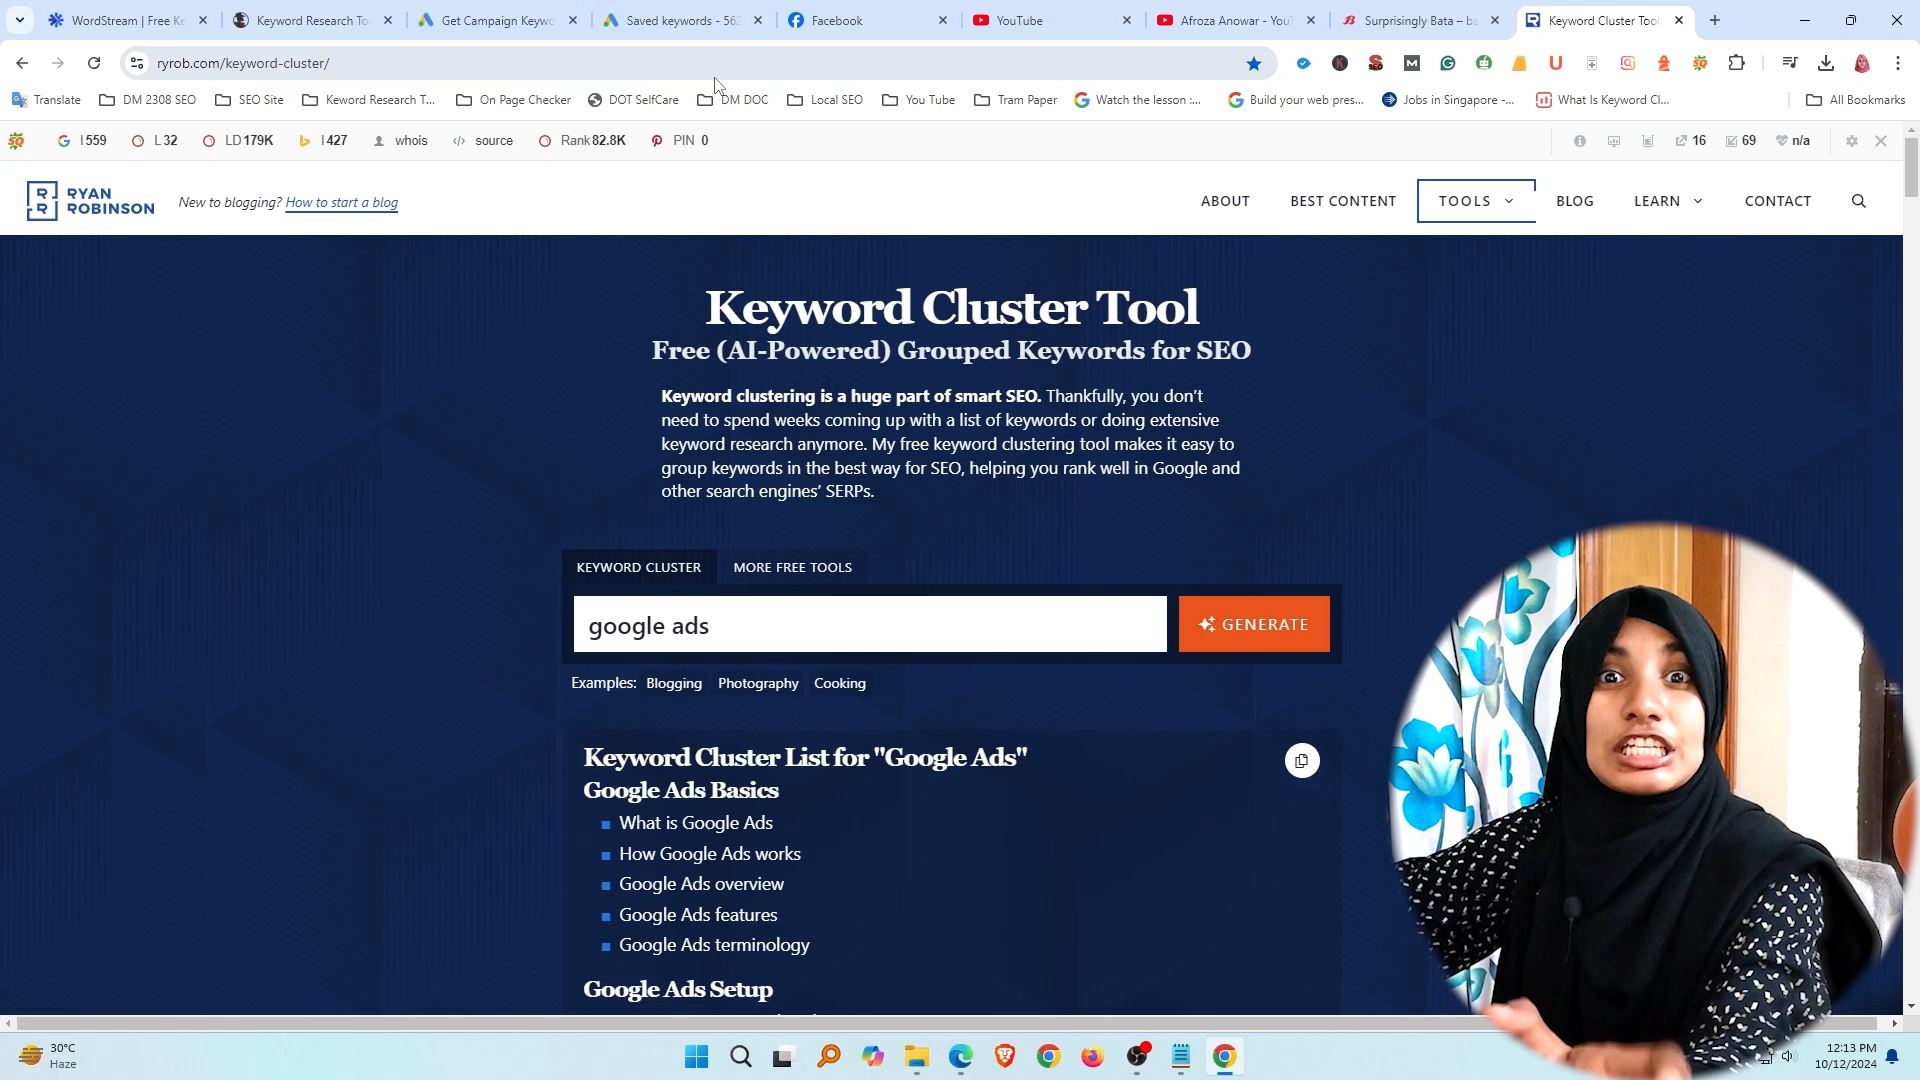 WordStream | Free Ke
Keyword Research To
Get Campaign Keywo
Saved keywords - 562
Facebook
YouTube
Afroza Anowar - YouT
Surprisingly Bata – ba
Keyword Cluster Tool
ryrob.com/keyword-cluster/
Translate
DM 2308 SEO
SEO Site
Keword Research T...
On Page Checker
DOT SelfCare
DM DOC
Local SEO
You Tube
Tram Paper
Watch the lesson :...
Build your web pres...
Jobs in Singapore -...
What Is Keyword Cl...
All Bookmarks
I 559
L 32
LD 179K
I 427
whois
source
Rank 82.8K
PIN 0
16
69
n/a
RYAN
ROBINSON
New to blogging? How to start a blog
ABOUT
BEST CONTENT
TOOLS
BLOG
LEARN
CONTACT
Keyword Cluster Tool
Free (AI-Powered) Grouped Keywords for SEO
Keyword clustering is a huge part of smart SEO. Thankfully, you don’t
need to spend weeks coming up with a list of keywords or doing extensive
keyword research anymore. My free keyword clustering tool makes it easy to
group keywords in the best way for SEO, helping you rank well in Google and
other search engines’ SERPs.
KEYWORD CLUSTER
MORE FREE TOOLS
google ads
GENERATE
Examples: Blogging Photography Cooking
Keyword Cluster List for "Google Ads"
Google Ads Basics
What is Google Ads
How Google Ads works
Google Ads overview
Google Ads features
Google Ads terminology
Google Ads Setup
30°C
Haze
12:13 PM
10/12/2024